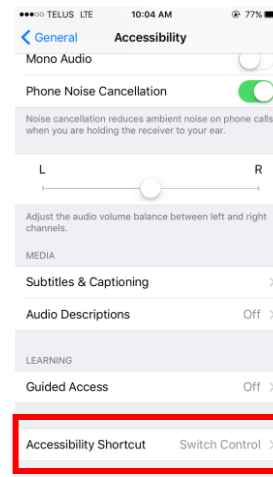 TELUS LTE 10:04 AM 77%
General Accessibility
Mono Audio
Phone Noise Cancellation
Noise cancellation reduces ambient noise on phone calls
when you are holding the receiver to your ear.
L R
Adjust the audio volume balance between left and right
channels.
MEDIA
Subtitles & Captioning
Audio Descriptions Off
LEARNING
Guided Access Off
Accessibility Shortcut Switch Control